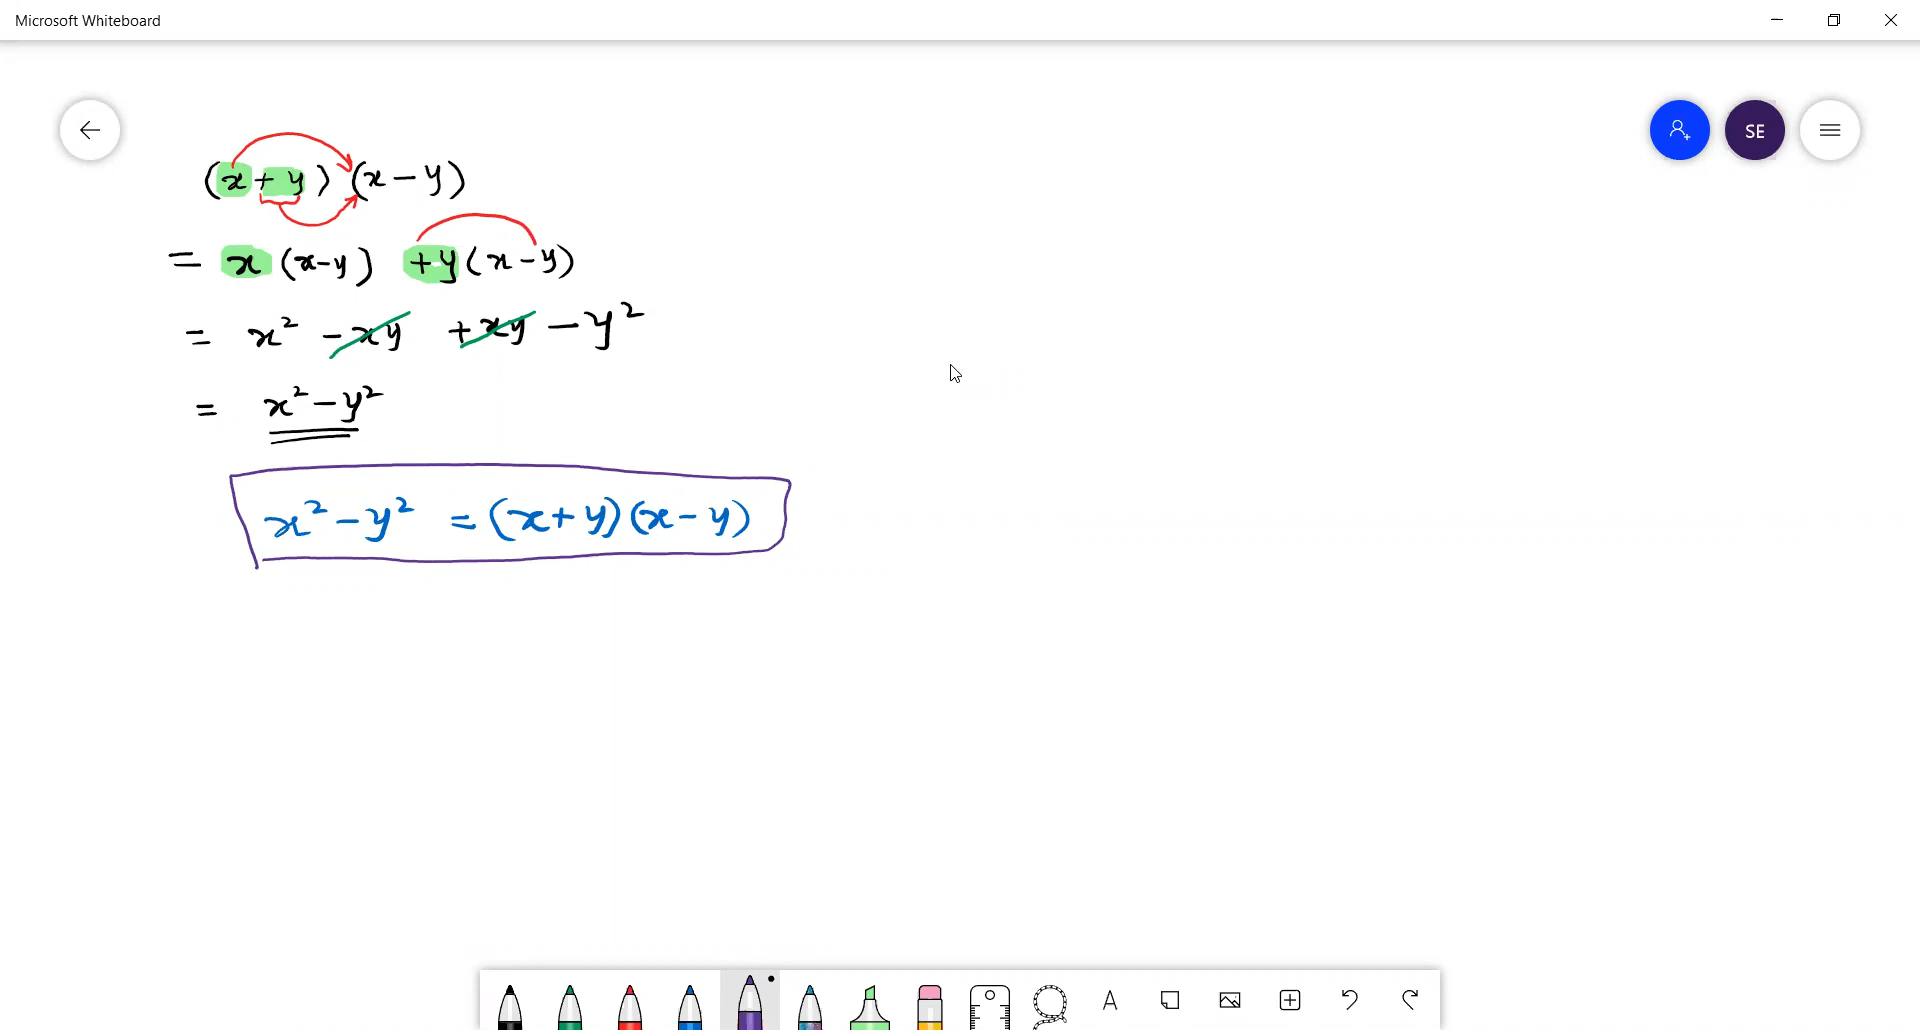 Microsoft Whiteboard
SE
(x+y)(x-y)
= x(x-y) +y(x-y)
= x² -xy +xy -y²
= x²-y²
x²-y² = (x+y)(x-y)
A